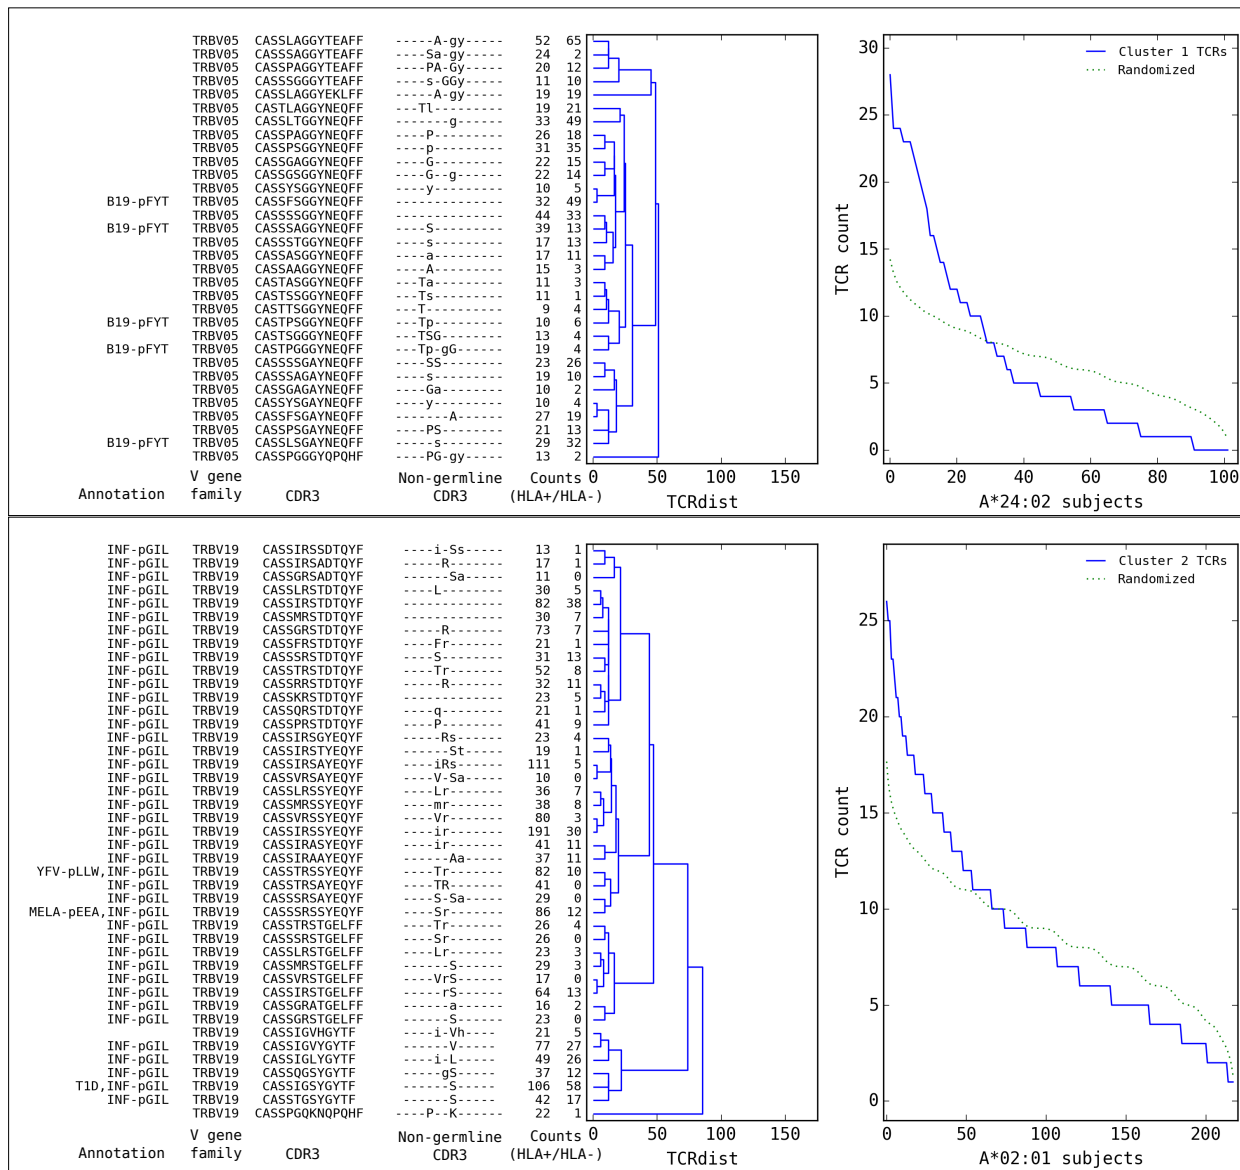 TRBV05 CASSLAGGYTEAFF -----A-gy----- 52 65
TRBV05 CASSSAGGYTEAFF -----Sa-gy---- 24 2
TRBV05 CASSPAGGYTEAFF -----PA-Gy---- 20 12
TRBV05 CASSSGGGYTEAFF -----s-GGy---- 11 10
TRBV05 CASSLAGGYEKLFF -----A-gy----- 19 19
TRBV05 CASTLAGGYNEQFF ---Tl--------- 19 21
TRBV05 CASSLTGGYNEQFF -------g------ 33 49
TRBV05 CASSPAGGYNEQFF ----P--------- 26 18
TRBV05 CASSPSGGYNEQFF ----p--------- 31 35
TRBV05 CASSGAGGYNEQFF ----G--------- 22 15
TRBV05 CASSGSGGYNEQFF ----G--g------ 22 14
TRBV05 CASSYSGGYNEQFF ----y--------- 10 5
B19-pFYT TRBV05 CASSFSGGYNEQFF -------------- 32 49
TRBV05 CASSSSGGYNEQFF -------------- 44 33
B19-pFYT TRBV05 CASSSAGGYNEQFF ----S--------- 39 13
TRBV05 CASSSTGGYNEQFF ----s--------- 17 13
TRBV05 CASSASGGYNEQFF ----a--------- 17 11
TRBV05 CASSAAGGYNEQFF ----A--------- 15 3
TRBV05 CASTASGGYNEQFF ---Ta--------- 11 3
TRBV05 CASTSSGGYNEQFF ---Ts--------- 11 1
TRBV05 CASTTSGGYNEQFF ---T---------- 9 4
B19-pFYT TRBV05 CASTPSGGYNEQFF ---Tp--------- 10 6
TRBV05 CASTSGGGYNEQFF ---TSG-------- 13 4
B19-pFYT TRBV05 CASTPGGGYNEQFF ---Tp-gG------ 19 4
TRBV05 CASSSSGAYNEQFF ----SS-------- 23 26
TRBV05 CASSSAGAYNEQFF ----s--------- 19 10
TRBV05 CASSGAGAYNEQFF ----Ga-------- 10 2
TRBV05 CASSYSGAYNEQFF ----y--------- 10 4
TRBV05 CASSFSGAYNEQFF -------A------ 27 19
TRBV05 CASSPSGAYNEQFF ----PS-------- 21 13
B19-pFYT TRBV05 CASSLSGAYNEQFF -----s-------- 29 32
TRBV05 CASSPGGGYQPQHF ----PG-gy----- 13 2
Annotation V gene family CDR3 Non-germline CDR3 Counts (HLA+/HLA-)
0 50 100 150
TCRdist
30
25
20
15
10
5
0
TCR count
Cluster 1 TCRs
Randomized
0 20 40 60 80 100
A*24:02 subjects
INF-pGIL TRBV19 CASSIRSSDTQYF ----i-Ss----- 13 1
INF-pGIL TRBV19 CASSIRSADTQYF -----R------- 17 1
INF-pGIL TRBV19 CASSGRSADTQYF ------Sa----- 11 0
INF-pGIL TRBV19 CASSLRSTDTQYF ----L-------- 30 5
INF-pGIL TRBV19 CASSIRSTDTQYF ------------- 82 38
INF-pGIL TRBV19 CASSMRSTDTQYF ------------- 30 7
INF-pGIL TRBV19 CASSGRSTDTQYF -----R------- 73 7
INF-pGIL TRBV19 CASSFRSTDTQYF ----Fr------- 21 1
INF-pGIL TRBV19 CASSSRSTDTQYF ----S-------- 31 13
INF-pGIL TRBV19 CASSTRSTDTQYF ----Tr------- 52 8
INF-pGIL TRBV19 CASSRRSTDTQYF -----R------- 32 11
INF-pGIL TRBV19 CASSKRSTDTQYF ------------- 23 5
INF-pGIL TRBV19 CASSQRSTDTQYF ----q-------- 21 1
INF-pGIL TRBV19 CASSPRSTDTQYF ----P-------- 41 9
INF-pGIL TRBV19 CASSIRSGYEQYF -----Rs------ 23 4
INF-pGIL TRBV19 CASSIRSTYEQYF ------St----- 19 1
INF-pGIL TRBV19 CASSIRSAYEQYF ----iRs------ 111 5
INF-pGIL TRBV19 CASSVRSAYEQYF ----V-Sa----- 10 0
INF-pGIL TRBV19 CASSLRSSYEQYF ----Lr------- 36 7
INF-pGIL TRBV19 CASSMRSSYEQYF ----mr------- 38 8
INF-pGIL TRBV19 CASSVRSSYEQYF ----Vr------- 80 3
INF-pGIL TRBV19 CASSIRSSYEQYF ----ir------- 191 30
INF-pGIL TRBV19 CASSIRASYEQYF ----ir------- 41 11
INF-pGIL TRBV19 CASSIRAAYEQYF ------Aa----- 37 11
YFV-pLLW,INF-pGIL TRBV19 CASSTRSSYEQYF ----Tr------- 82 10
INF-pGIL TRBV19 CASSTRSAYEQYF ----TR------- 41 0
INF-pGIL TRBV19 CASSSRSAYEQYF ----S-Sa----- 29 0
MELA-pEEA,INF-pGIL TRBV19 CASSSRSSYEQYF ----Sr------- 86 12
INF-pGIL TRBV19 CASSTRSTGELFF ----Tr------- 26 4
INF-pGIL TRBV19 CASSSRSTGELFF ----Sr------- 26 0
INF-pGIL TRBV19 CASSLRSTGELFF ----Lr------- 23 3
INF-pGIL TRBV19 CASSMRSTGELFF ------S------ 29 3
INF-pGIL TRBV19 CASSVRSTGELFF ----VrS------ 17 0
INF-pGIL TRBV19 CASSIRSTGELFF -----rS------ 64 13
INF-pGIL TRBV19 CASSGRATGELFF ------a------ 16 2
INF-pGIL TRBV19 CASSGRSTGELFF ------S------ 23 0
TRBV19 CASSIGVHGYTF ----i-Vh---- 21 5
INF-pGIL TRBV19 CASSIGVYGYTF ------V----- 77 27
INF-pGIL TRBV19 CASSIGLYGYTF ----i-L----- 49 26
INF-pGIL TRBV19 CASSQGSYGYTF -----gS----- 37 12
T1D,INF-pGIL TRBV19 CASSIGSYGYTF ------S----- 106 58
INF-pGIL TRBV19 CASSTGSYGYTF ------S----- 42 17
TRBV19 CASSPGQKNQPQHF ----P--K------ 22 1
Annotation V gene family CDR3 Non-germline CDR3 Counts (HLA+/HLA-)
0 50 100 150
TCRdist
25
20
15
10
5
0
TCR count
Cluster 2 TCRs
Randomized
0 50 100 150 200
A*02:01 subjects